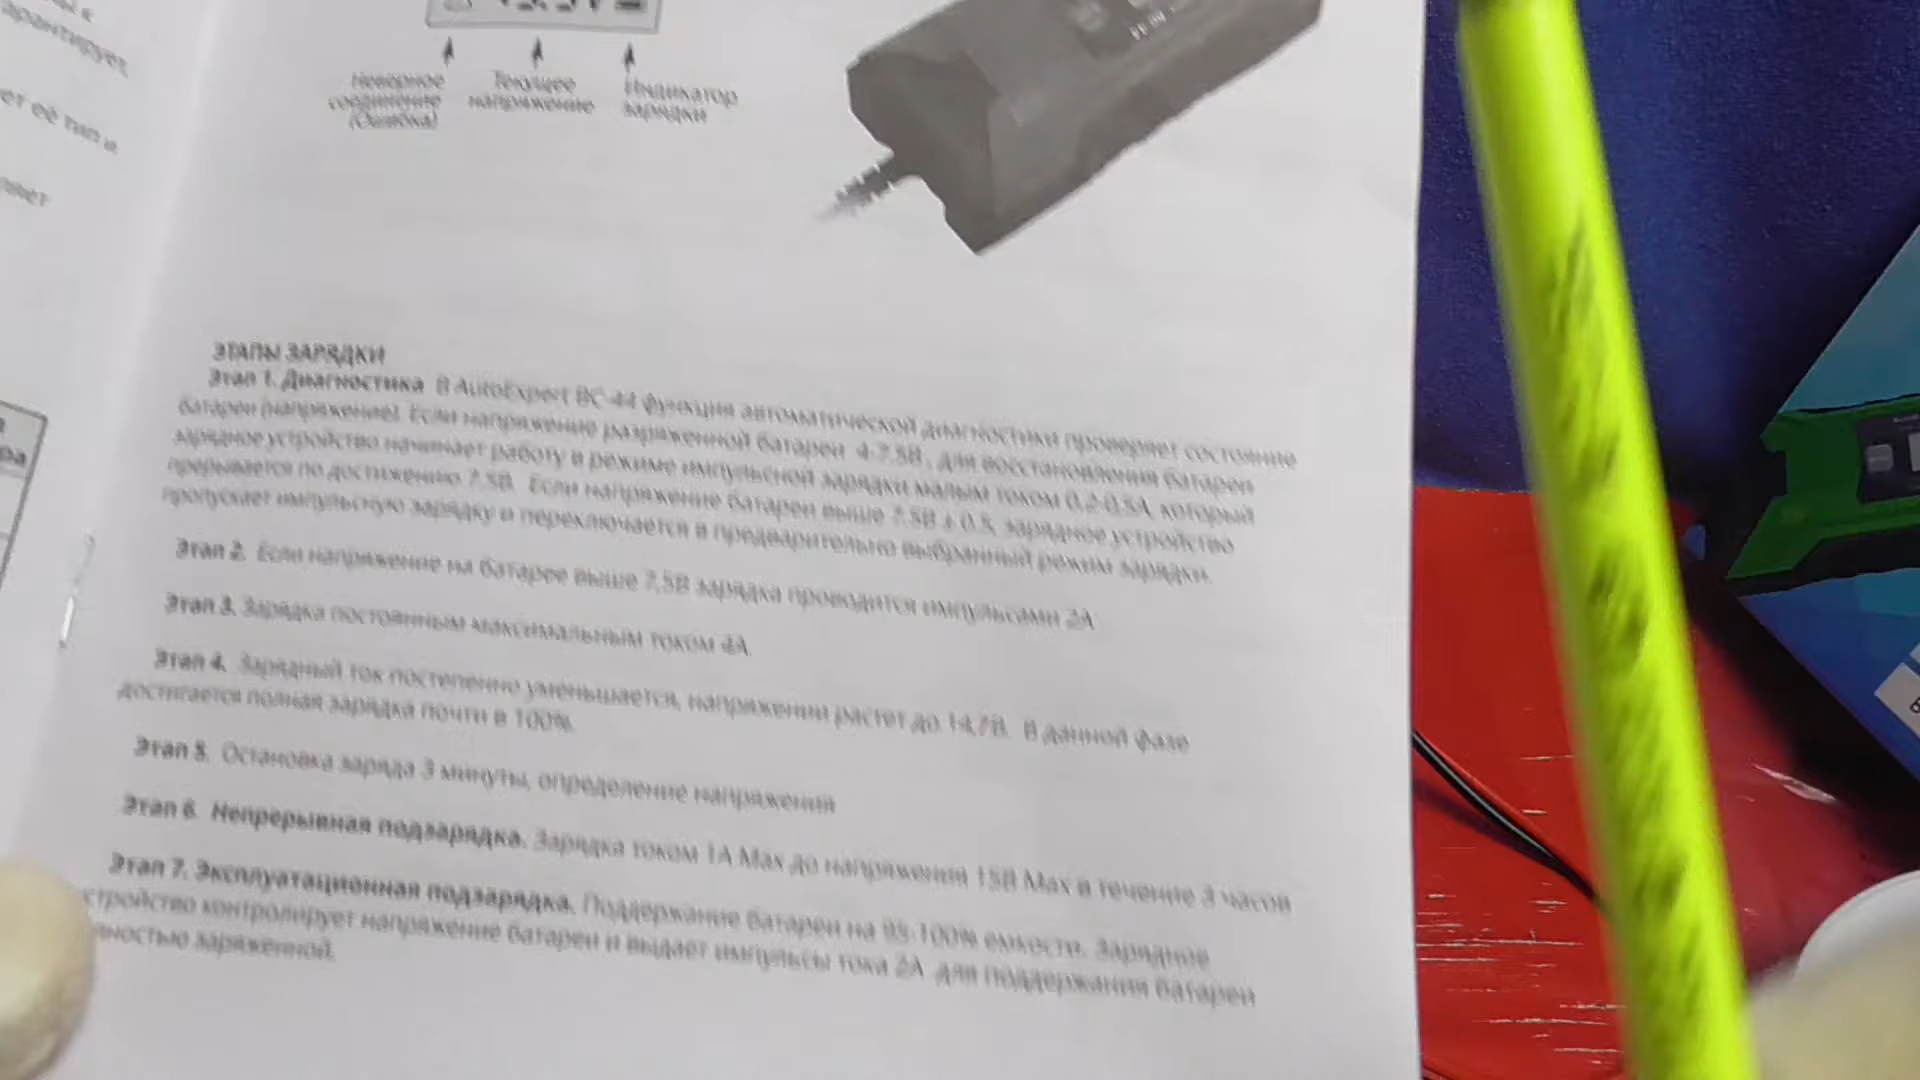 арантирует,
ет её тип и
ра
Неверное
соединение
(Ошибка)
Текущее
напряжение
Индикатор
зарядки
ЭТАПЫ ЗАРЯДКИ
Этап 1. Диагностика В AutoExpert BC-44 функция автоматической диагностики проверяет состояние
батареи (напряжение). Если напряжение разряженной батареи 4-7.5В, для восстановления батареи
зарядное устройство начинает работу в режиме импульсной зарядки малым током 0,2-0.5А, который
прерывается по достижению 7.5В. Если напряжение батареи выше 7.5В ± 0.5, зарядное устройство
пропускает импульсную зарядку и переключается в предварительно выбранный режим зарядки.
Этап 2. Если напряжение на батарее выше 7,5В зарядка проводится импульсами 2А
Этап 3. Зарядка постоянным максимальным током 4А.
Этап 4. Зарядный ток постепенно уменьшается, напряжении растет до 14,7В. В данной фазе
достигается полная зарядка почти в 100%.
Этап 5. Остановка заряда 3 минуты, определение напряжения
Этап 6. Непрерывная подзарядка. Зарядка током 1А Max до напряжения 15В Max в течение 3 часов
Этап 7. Эксплуатационная подзарядка. Поддержание батареи на 95-100% емкости. Зарядное
стройство контролирует напряжение батареи и выдает импульсы тока 2А для поддержания батареи
лностью заряженной.